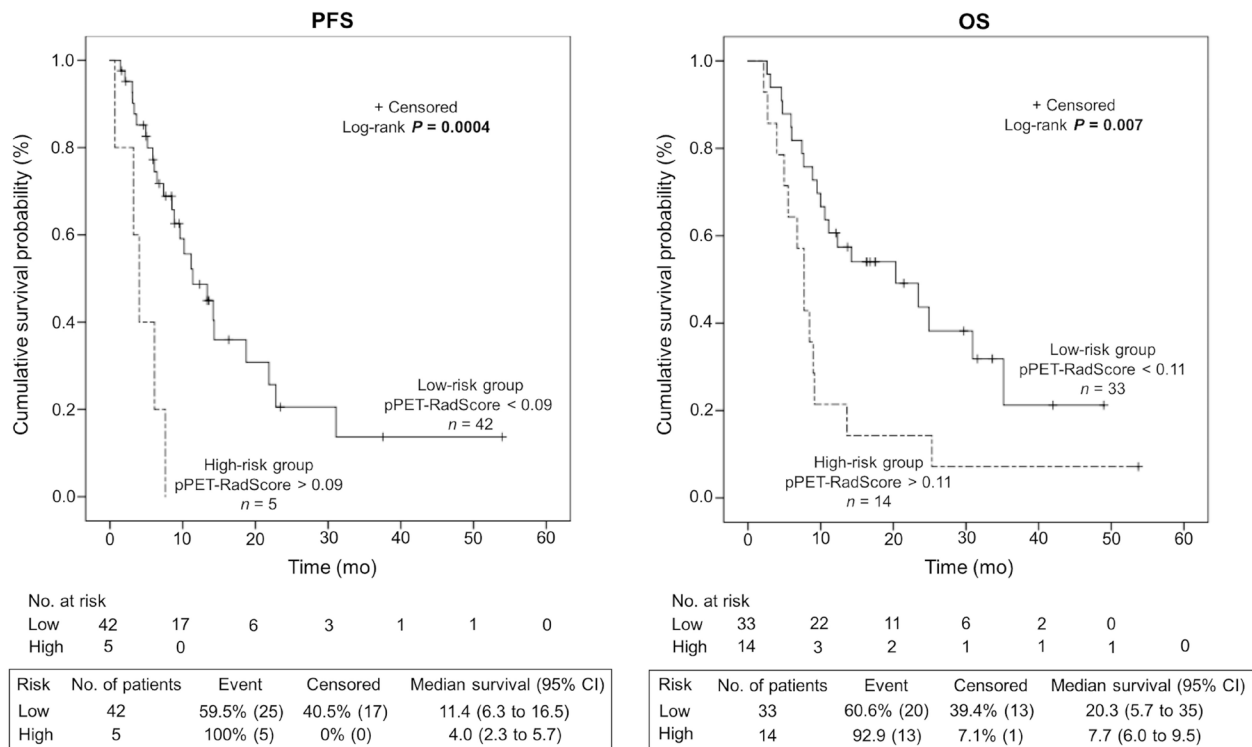 PFS
Cumulative survival probability (%)
1.0
0.8
0.6
0.4
0.2
0.0
+ Censored
Log-rank P = 0.0004
Low-risk group
pPET-RadScore < 0.09
n = 42
High-risk group
pPET-RadScore > 0.09
n = 5
0 10 20 30 40 50 60
Time (mo)
No. at risk
Low 42 17 6 3 1 1 0
High 5 0
Risk No. of patients Event Censored Median survival (95% CI)
Low 42 59.5% (25) 40.5% (17) 11.4 (6.3 to 16.5)
High 5 100% (5) 0% (0) 4.0 (2.3 to 5.7)
OS
Cumulative survival probability (%)
1.0
0.8
0.6
0.4
0.2
0.0
+ Censored
Log-rank P = 0.007
Low-risk group
pPET-RadScore < 0.11
n = 33
High-risk group
pPET-RadScore > 0.11
n = 14
0 10 20 30 40 50 60
Time (mo)
No. at risk
Low 33 22 11 6 2 0
High 14 3 2 1 1 1 0
Risk No. of patients Event Censored Median survival (95% CI)
Low 33 60.6% (20) 39.4% (13) 20.3 (5.7 to 35)
High 14 92.9 (13) 7.1% (1) 7.7 (6.0 to 9.5)